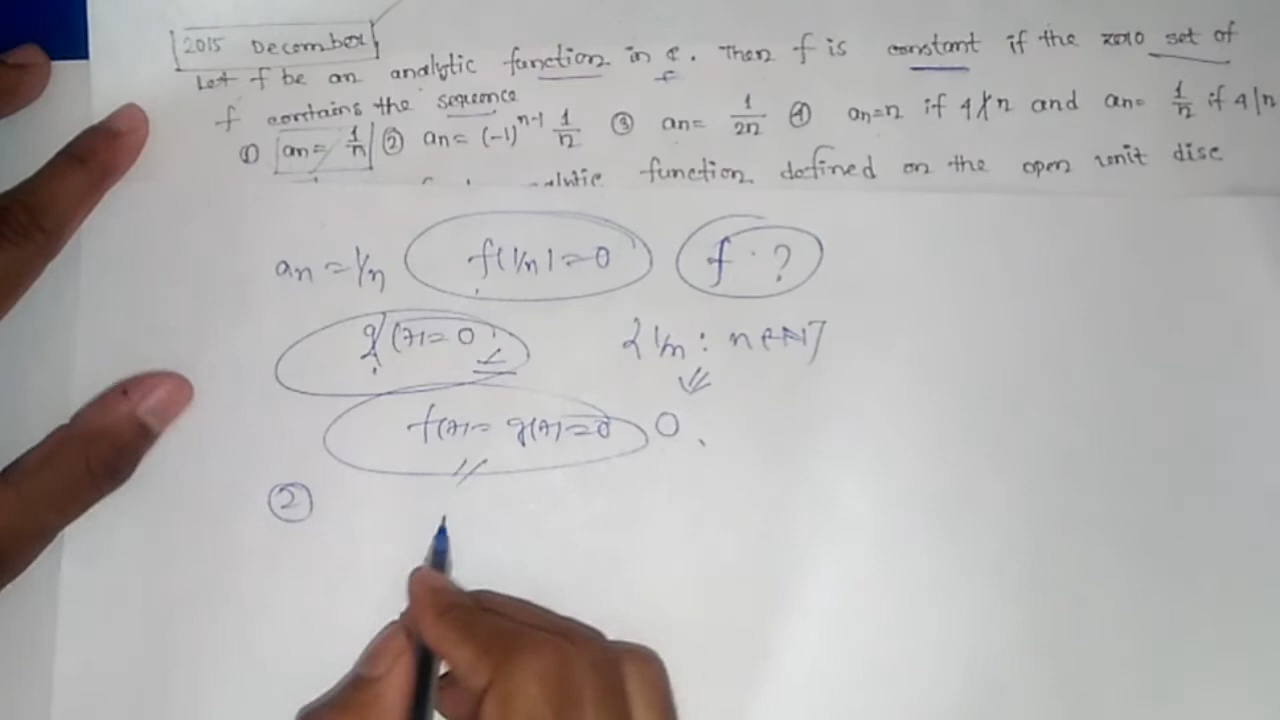 2015 December
Let f be an analytic function in ℂ. Then f is constant if the zero set of
f contains the sequence
① an = 1/n ② an = (-1)^{n-1} 1/n ③ an = 1/2n ④ an = n if 4∤n and an = 1/n if 4|n
function defined on the open unit disc
an = 1/n f(1/n) = 0 f ?
g(z) = 0 {1/n : n∈ℕ}
f(z) = g(z) = 0 0.
②